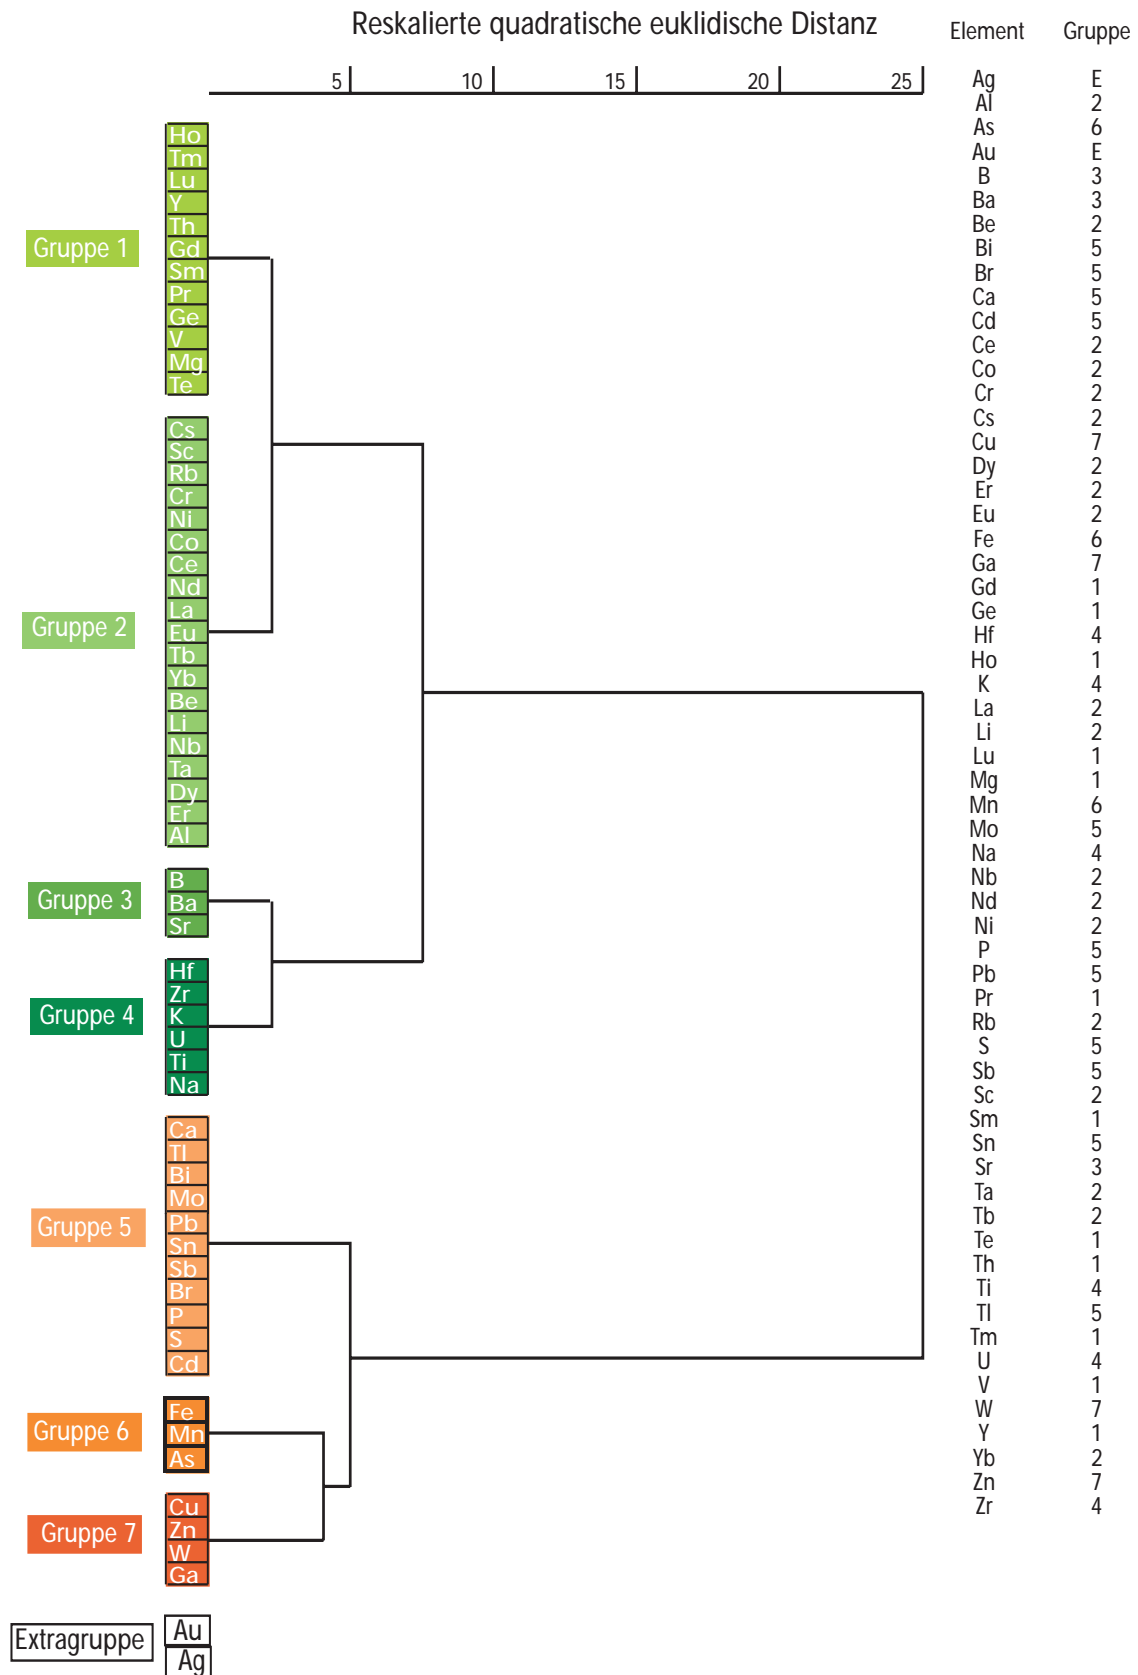 Reskalierte quadratische euklidische Distanz
5 10 15 20 25
Gruppe 1
Ho
Tm
Lu
Y
Th
Gd
Sm
Pr
Ge
V
Mg
Te
Gruppe 2
Cs
Sc
Rb
Cr
Ni
Co
Ce
Nd
La
Eu
Tb
Yb
Be
Li
Nb
Ta
Dy
Er
Al
Gruppe 3
B
Ba
Sr
Gruppe 4
Hf
Zr
K
U
Ti
Na
Gruppe 5
Ca
Tl
Bi
Mo
Pb
Sn
Sb
Br
P
S
Cd
Gruppe 6
Fe
Mn
As
Gruppe 7
Cu
Zn
W
Ga
Extragruppe
Au
Ag
Element Gruppe
Ag E
Al 2
As 6
Au E
B 3
Ba 3
Be 2
Bi 5
Br 5
Ca 5
Cd 5
Ce 2
Co 2
Cr 2
Cs 2
Cu 7
Dy 2
Er 2
Eu 2
Fe 6
Ga 7
Gd 1
Ge 1
Hf 4
Ho 1
K 4
La 2
Li 2
Lu 1
Mg 1
Mn 6
Mo 5
Na 4
Nb 2
Nd 2
Ni 2
P 5
Pb 5
Pr 1
Rb 2
S 5
Sb 5
Sc 2
Sm 1
Sn 5
Sr 3
Ta 2
Tb 2
Te 1
Th 1
Ti 4
Tl 5
Tm 1
U 4
V 1
W 7
Y 1
Yb 2
Zn 7
Zr 4